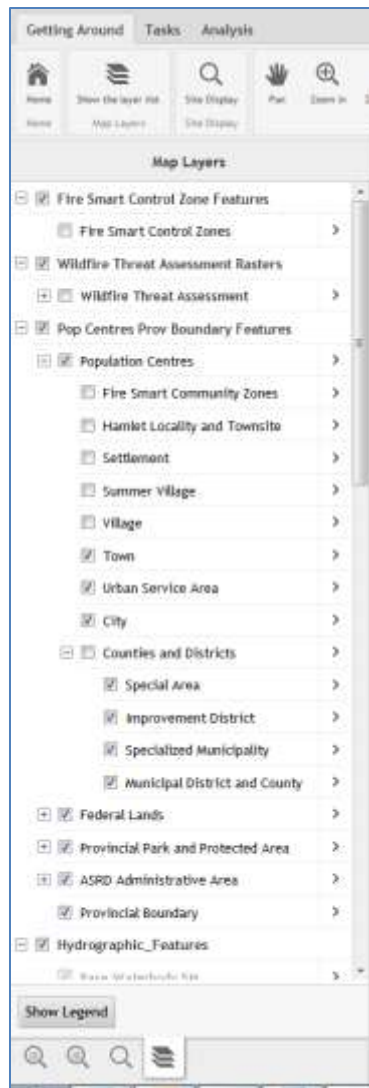 Getting Around Tasks Analysis
Home Show the layer list Site Display Pan Zoom In
Home Map Layers Site Display
Map Layers
Fire Smart Control Zone Features
Fire Smart Control Zones
Wildfire Threat Assessment Rasters
Wildfire Threat Assessment
Pop Centres Prov Boundary Features
Population Centres
Fire Smart Community Zones
Hamlet Locality and Townsite
Settlement
Summer Village
Village
Town
Urban Service Area
City
Counties and Districts
Special Area
Improvement District
Specialized Municipality
Municipal District and County
Federal Lands
Provincial Park and Protected Area
ASRD Administrative Area
Provincial Boundary
Hydrographic_Features
Show Legend